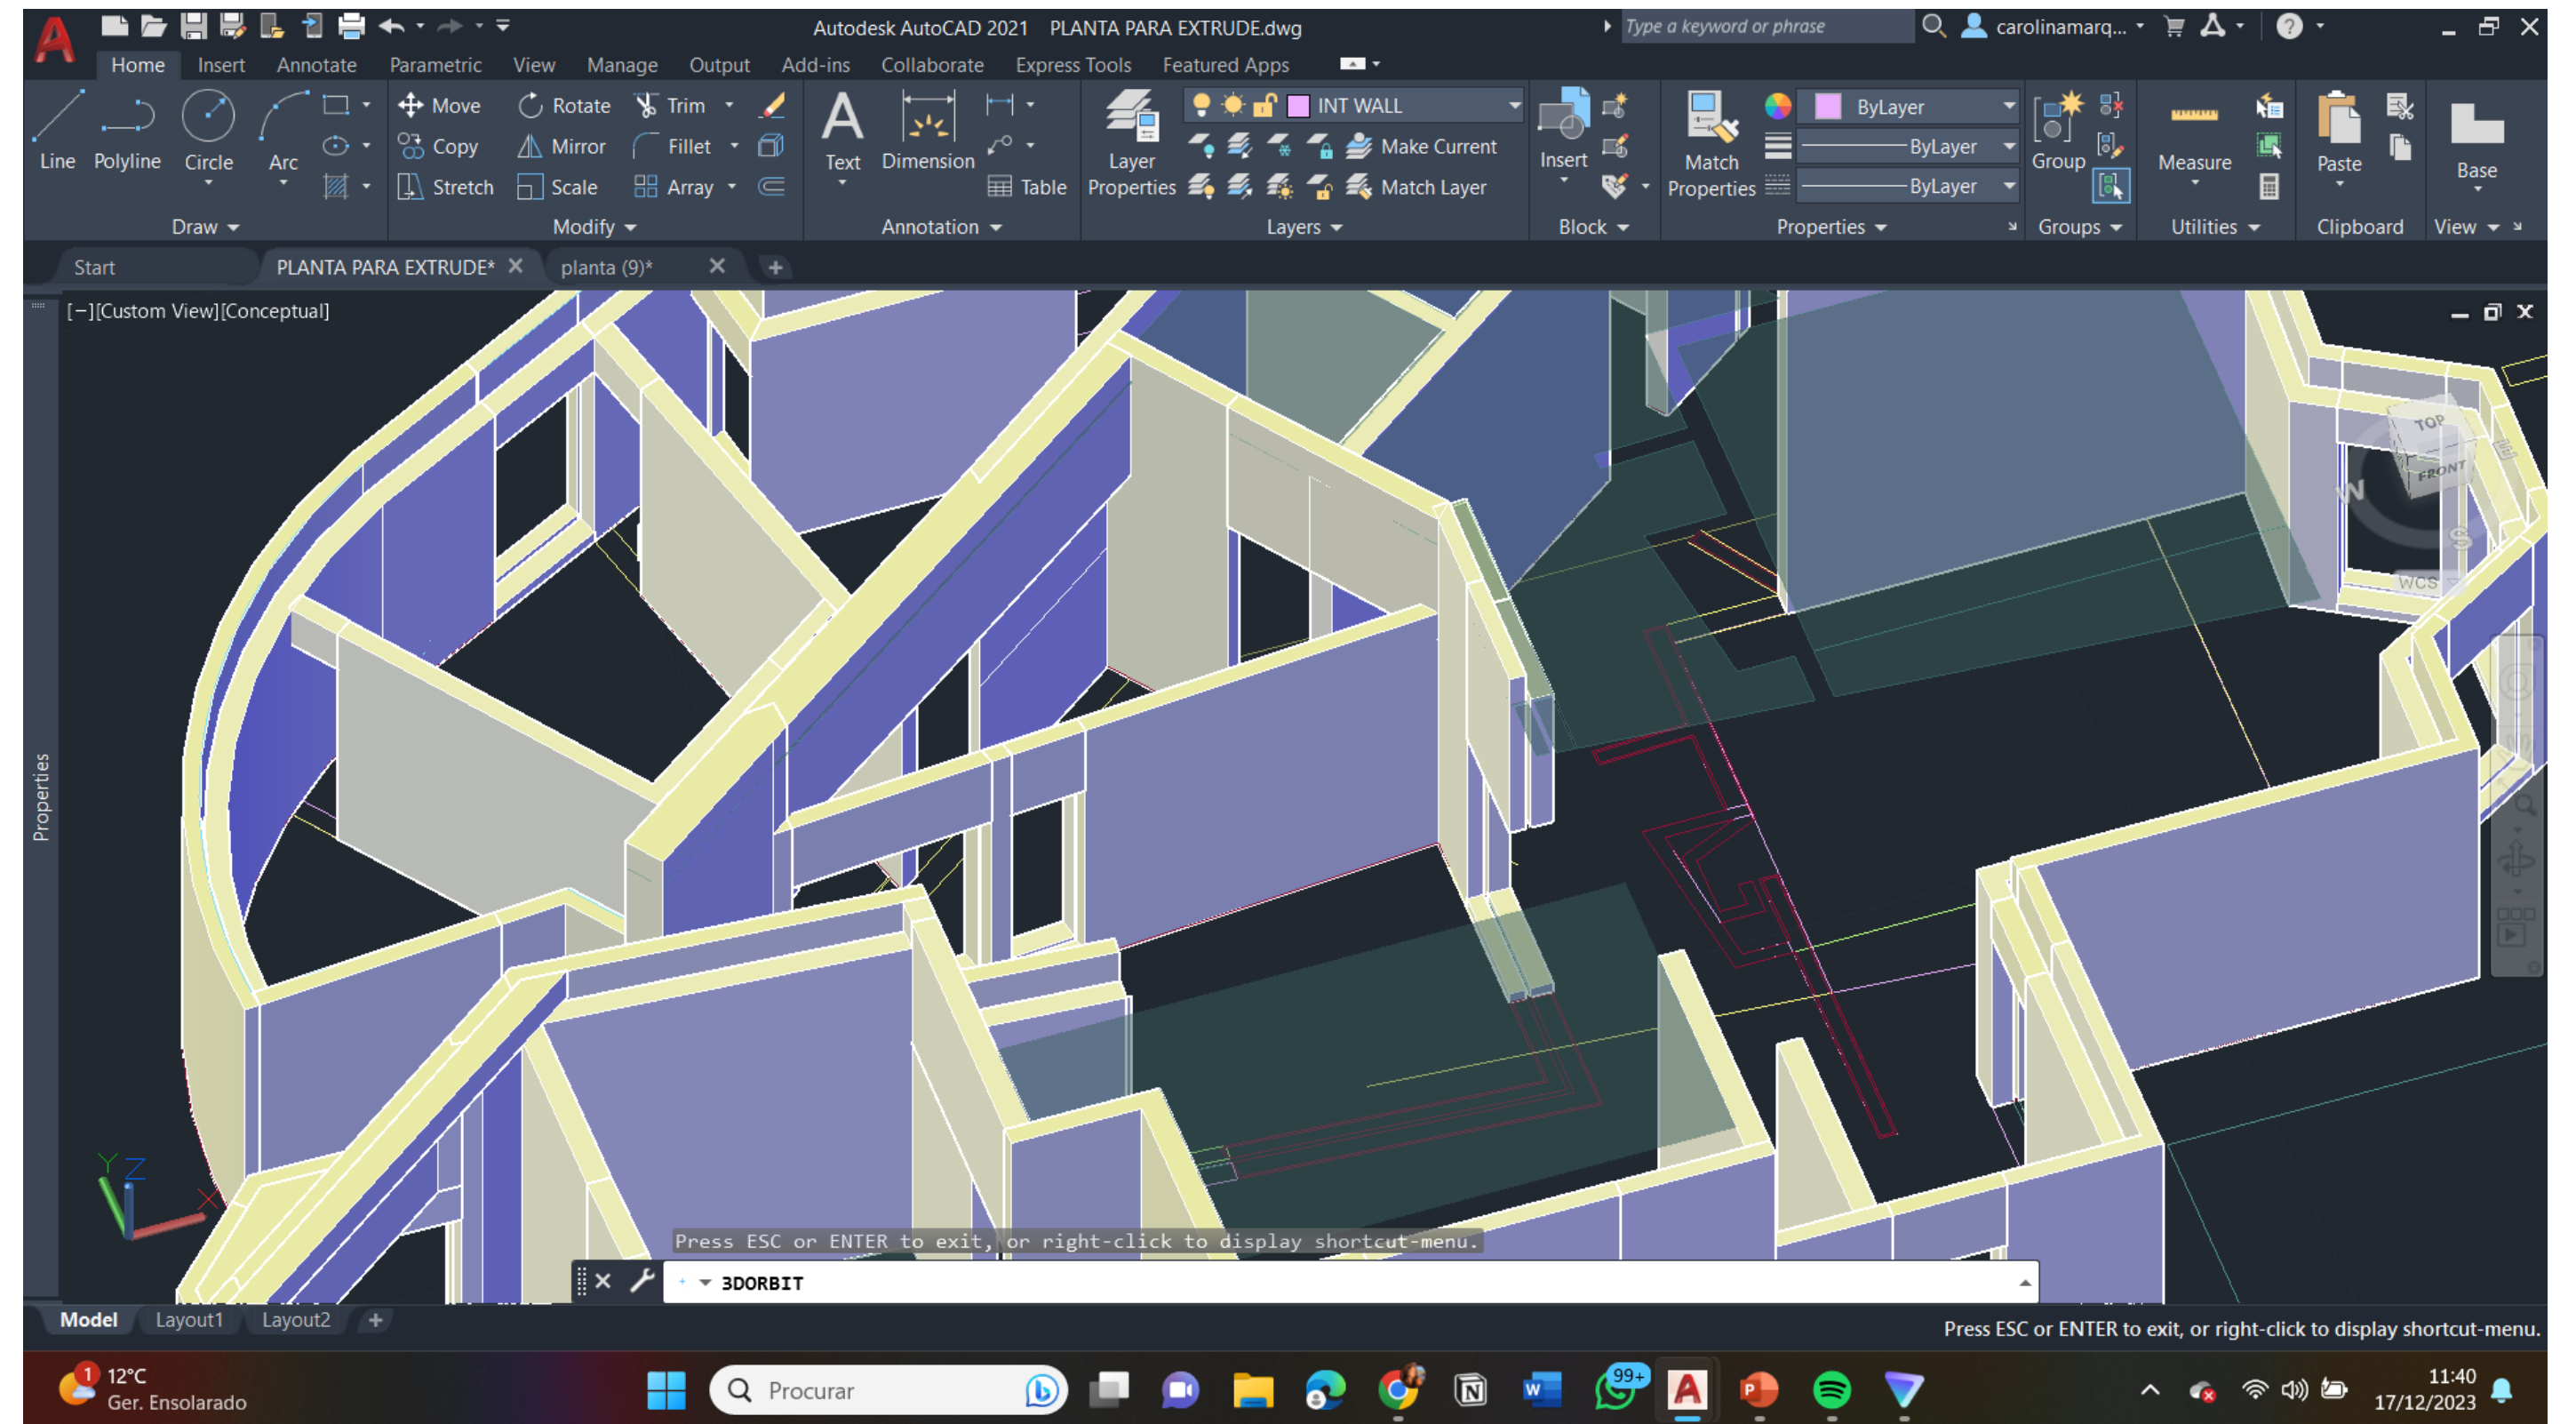 Autodesk AutoCAD 2021 PLANTA PARA EXTRUDE.dwg
Type a keyword or phrase
carolinamarq...
Home Insert Annotate Parametric View Manage Output Add-ins Collaborate Express Tools Featured Apps
Line Polyline Circle Arc
Draw
Move Rotate Trim
Copy Mirror Fillet
Stretch Scale Array
Modify
Text Dimension
Table
Annotation
Layer
Properties
INT WALL
Make Current
Match Layer
Layers
Insert
Block
Match
Properties
ByLayer
ByLayer
ByLayer
Properties
Group
Groups
Measure
Utilities
Paste
Clipboard
Base
View
Start PLANTA PARA EXTRUDE* planta (9)*
[−][Custom View][Conceptual]
TOP
FRONT
W
S
E
WCS
Properties
Y Z
X
Press ESC or ENTER to exit, or right-click to display shortcut-menu.
3DORBIT
Model Layout1 Layout2
Press ESC or ENTER to exit, or right-click to display shortcut-menu.
1
12°C
Ger. Ensolarado
Procurar
99+
11:40
17/12/2023